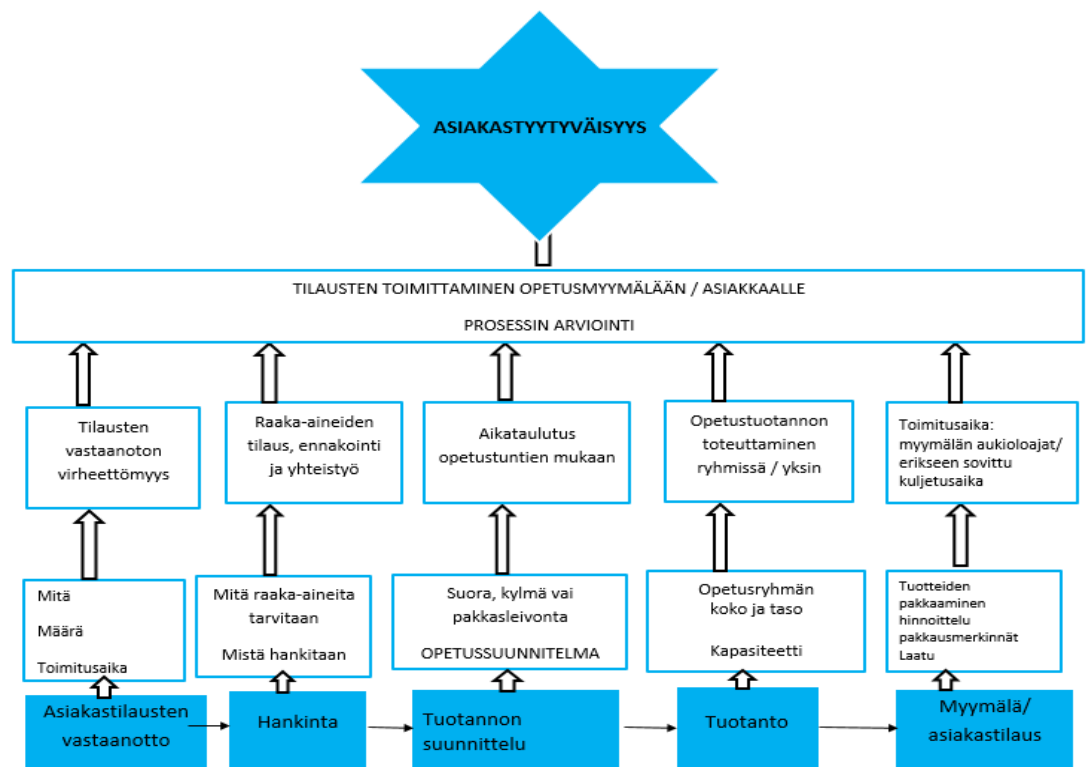 ASIAKASTYYTYVÄISYYS
TILAUSTEN TOIMITTAMINEN OPETUSMYYMÄLÄÄN / ASIAKKAALLE
PROSESSIN ARVIOINTI
Tilausten
vastaanoton
virheettömyys
Raaka-aineiden
tilaus, ennakointi
ja yhteistyö
Aikataulutus
opetustuntien mukaan
Opetustuotannon
toteuttaminen
ryhmissä / yksin
Toimitusaika:
myymälän aukioloajat/
erikseen sovittu
kuljetusaika
Mitä
Määrä
Toimitusaika
Mitä raaka-aineita
tarvitaan
Mistä hankitaan
Suora, kylmä vai
pakkasleivonta
OPETUSSUUNNITELMA
Opetusryhmän
koko ja taso
Kapasiteetti
Tuotteiden
pakkaaminen
hinnoittelu
pakkausmerkinnät
Laatu
Asiakastilausten
vastaanotto
Hankinta
Tuotannon
suunnittelu
Tuotanto
Myymälä/
asiakastilaus